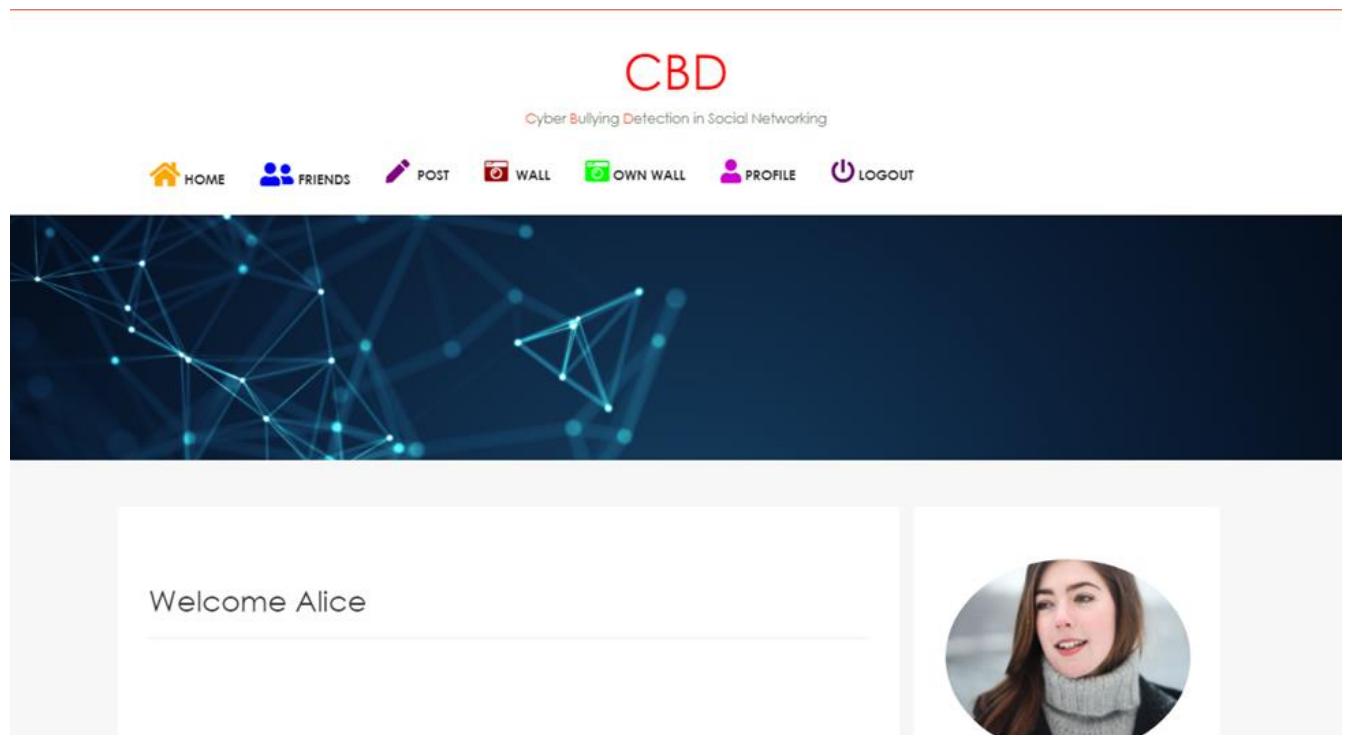 CBD
Cyber Bullying Detection in Social Networking
HOME FRIENDS POST WALL OWN WALL PROFILE LOGOUT
Welcome Alice